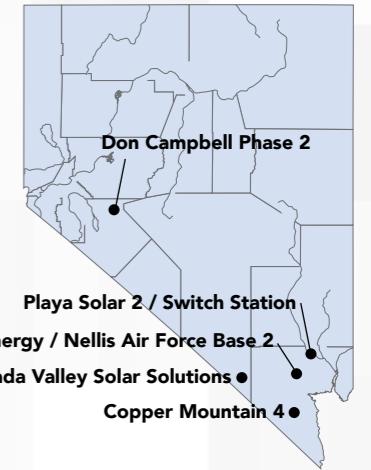 Don Campbell Phase 2
Playa Solar 2 / Switch Station
/ Nellis Air Force Base 2
Valley Solar Solutions
Copper Mountain 4